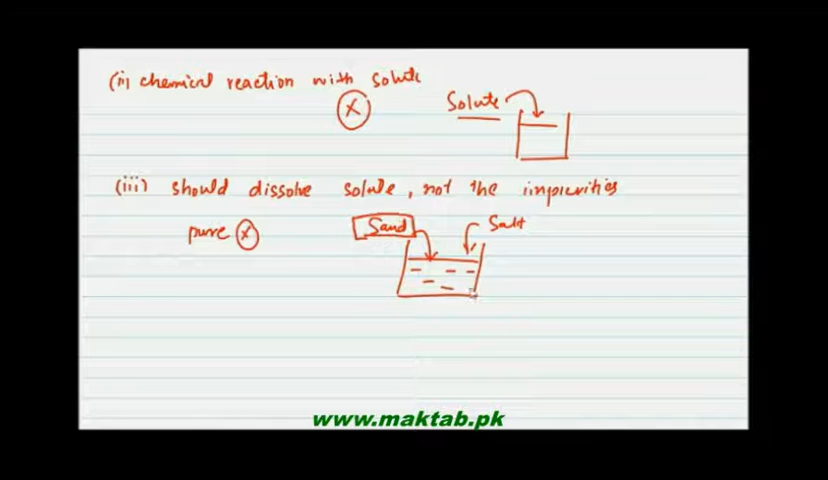 (ii) chemical reaction with solute
X
Solute
(iii) should dissolve solute, not the impurities
pure X
Sand
Salt
www.maktab.pk